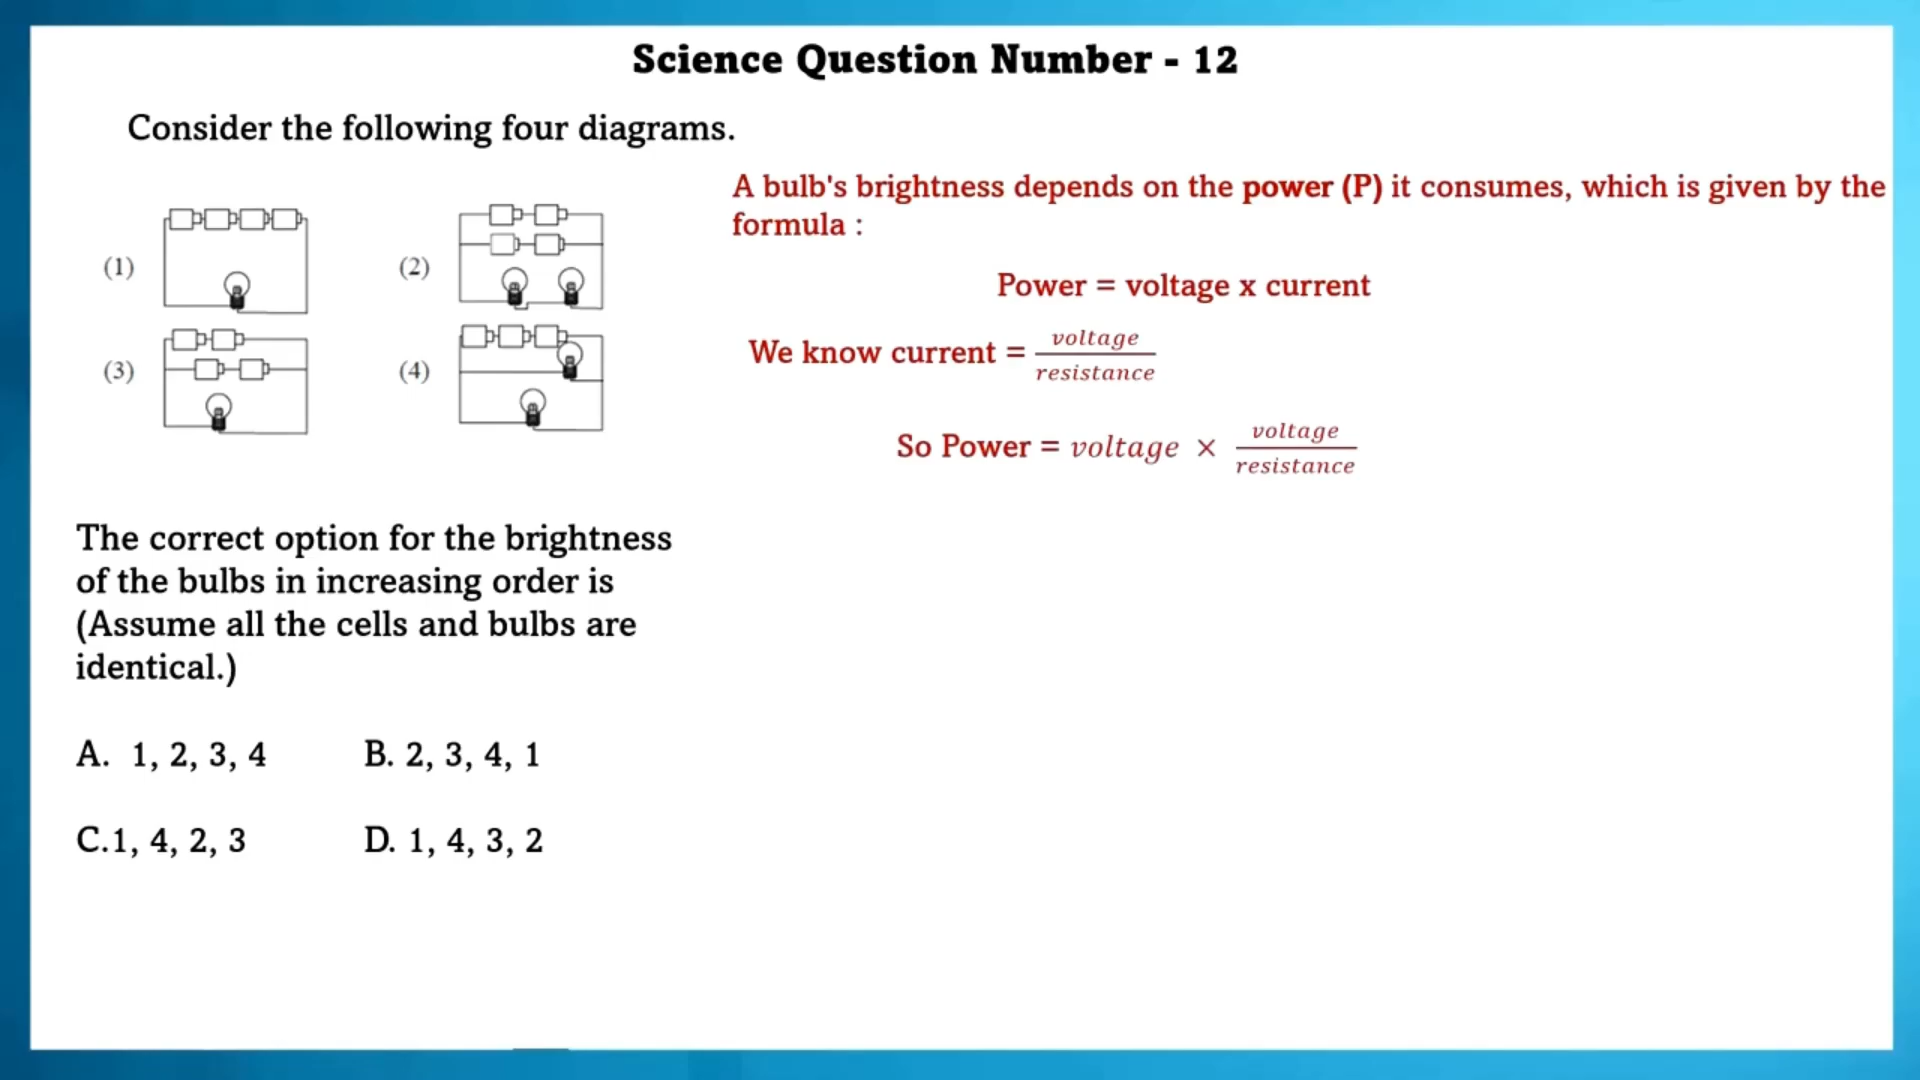 Science Question Number - 12
Consider the following four diagrams.
(1)
(2)
(3)
(4)
A bulb's brightness depends on the power (P) it consumes, which is given by the
formula :
Power = voltage x current
We know current = voltage / resistance
So Power = voltage × voltage / resistance
The correct option for the brightness
of the bulbs in increasing order is
(Assume all the cells and bulbs are
identical.)
A. 1, 2, 3, 4
B. 2, 3, 4, 1
C.1, 4, 2, 3
D. 1, 4, 3, 2